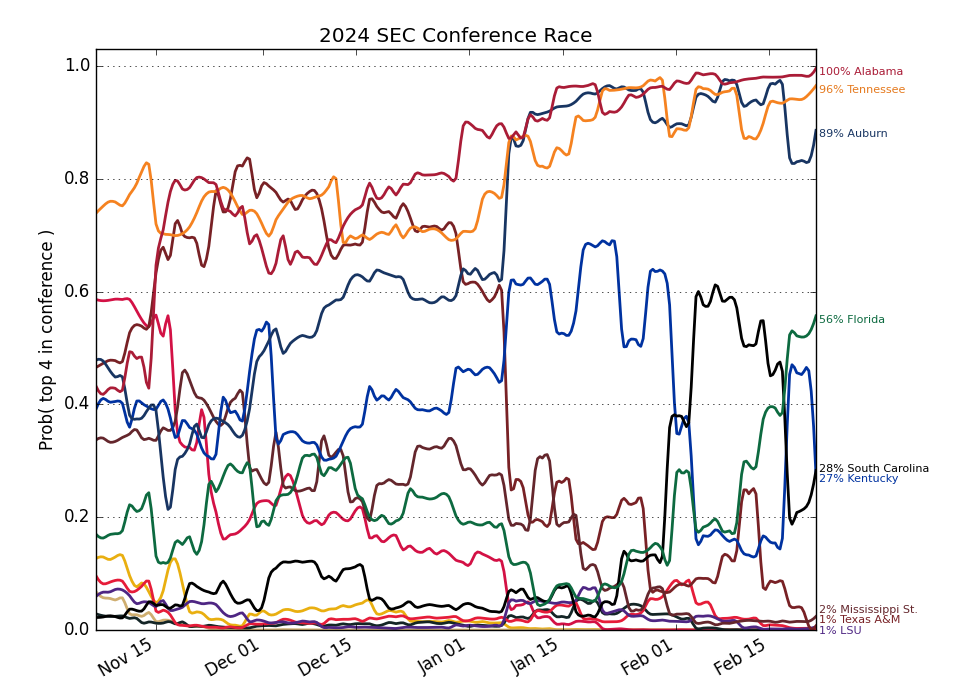 2024 SEC Conference Race
Prob( top 4 in conference )
1.0
0.8
0.6
0.4
0.2
0.0
Nov 15
Dec 01
Dec 15
Jan 01
Jan 15
Feb 01
Feb 15
100% Alabama
96% Tennessee
89% Auburn
56% Florida
28% South Carolina
27% Kentucky
2% Mississippi St.
1% Texas A&M
1% LSU